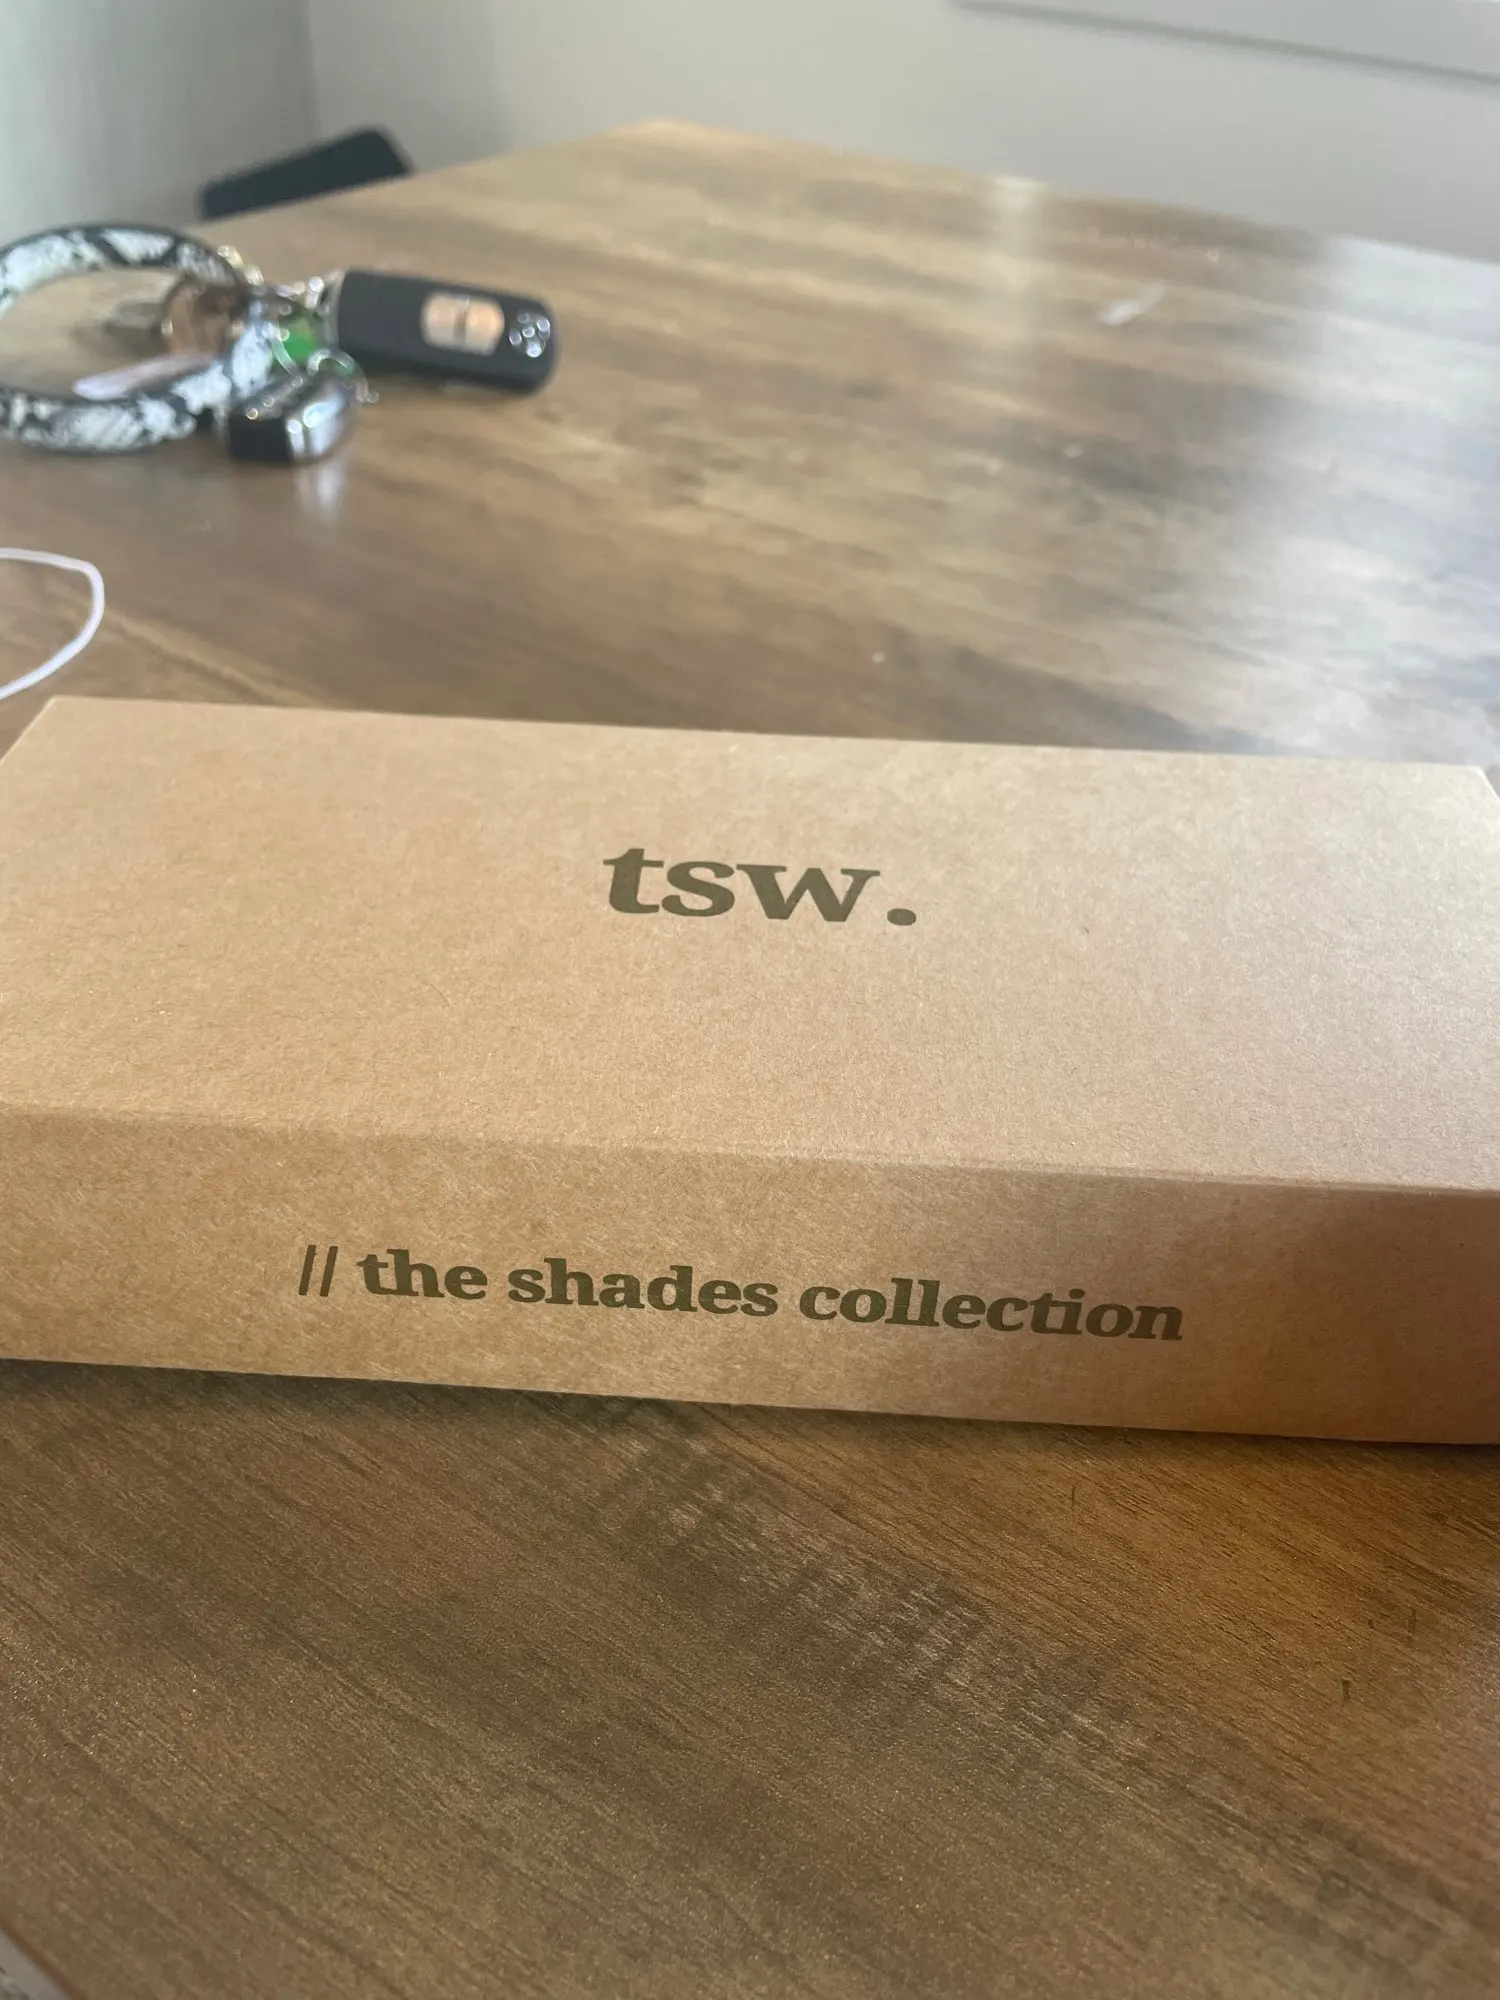 tsw.
// the shades collection